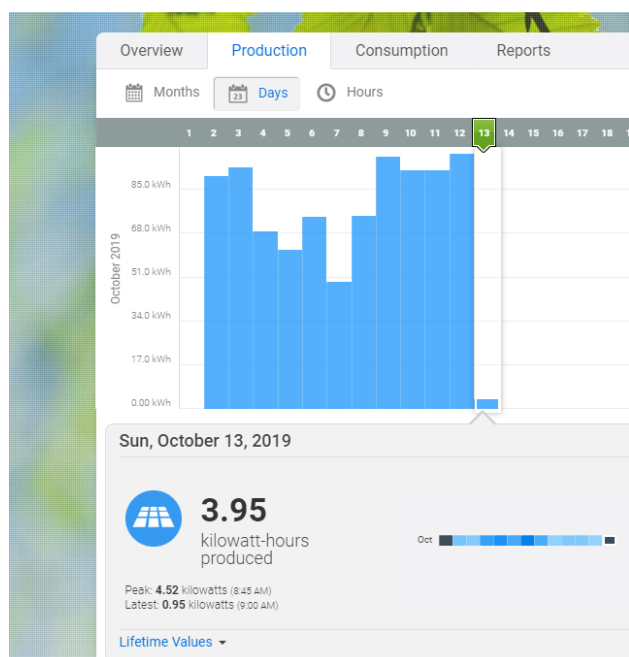 Overview Production Consumption Reports
Months 23 Days Hours
1 2 3 4 5 6 7 8 9 10 11 12 13 14 15 16 17 18
85.0 kWh
68.0 kWh
51.0 kWh
34.0 kWh
17.0 kWh
0.00 kWh
October 2019
Sun, October 13, 2019
3.95
kilowatt-hours
produced
Oct
Peak: 4.52 kilowatts (8:45 AM)
Latest: 0.95 kilowatts (9:00 AM)
Lifetime Values